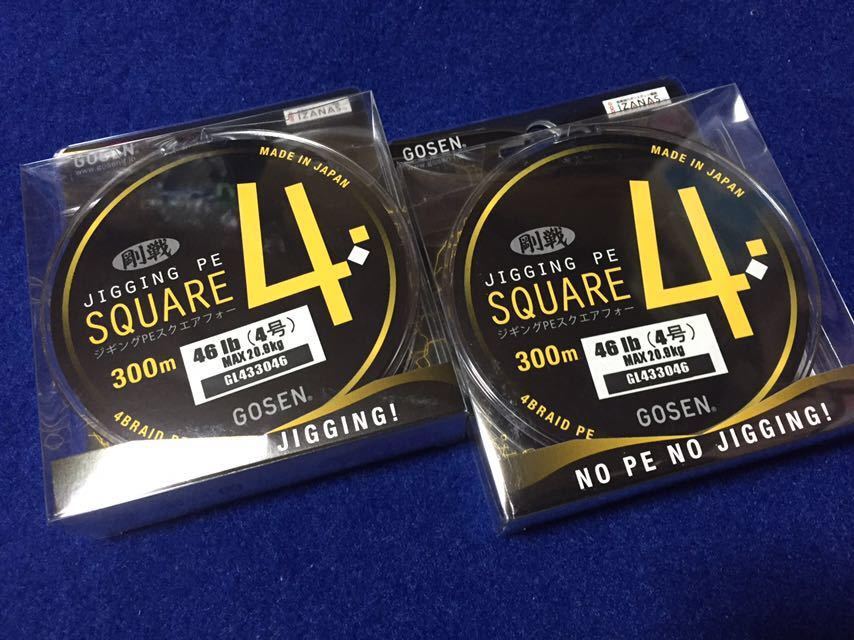 IZANAS
GOSEN®
www.gosen.jp
MADE IN JAPAN
剛戦
JIGGING PE
SQUARE 4
ジギングPEスクエアフォー
300m
46 lb (4号)
MAX 20.9kg
GL433046
GOSEN®
4BRAID PE
JIGGING!
IZANAS
GOSEN®
MADE IN JAPAN
剛戦
JIGGING PE
SQUARE 4
ジギングPEスクエアフォー
300m
46 lb (4号)
MAX 20.9kg
GL433046
GOSEN®
4BRAID PE
NO PE NO JIGGING!